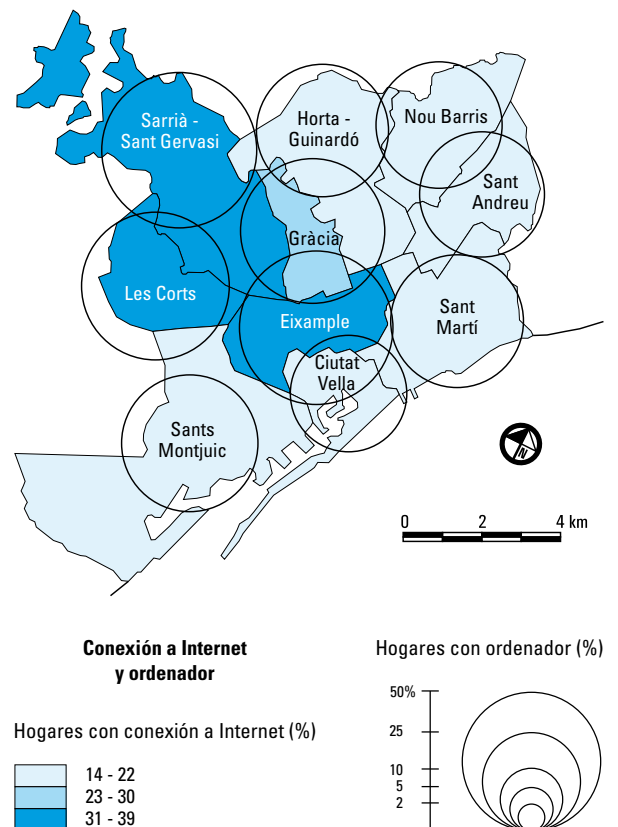 Sarrià -
Sant Gervasi
Horta -
Guinardó
Nou Barris
Sant
Andreu
Gràcia
Les Corts
Eixample
Sant
Martí
Ciutat
Vella
Sants
Montjuic
N
0 2 4 km
Conexión a Internet
y ordenador
Hogares con conexión a Internet (%)
14 - 22
23 - 30
31 - 39
Hogares con ordenador (%)
50%
25
10
5
2